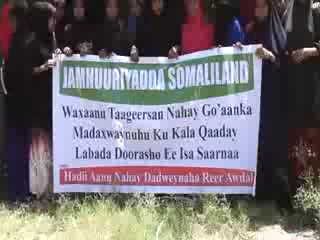 JAMHUURIYADDA SOMALILAND
Waxaanu Taageersan Nahay Go'aanka
Madaxwaynuhu Ku Kala Qaaday
Labada Doorasho Ee Isa Saarnaa
Hadii Aanu Nahay Dadweynaha Reer Awdal